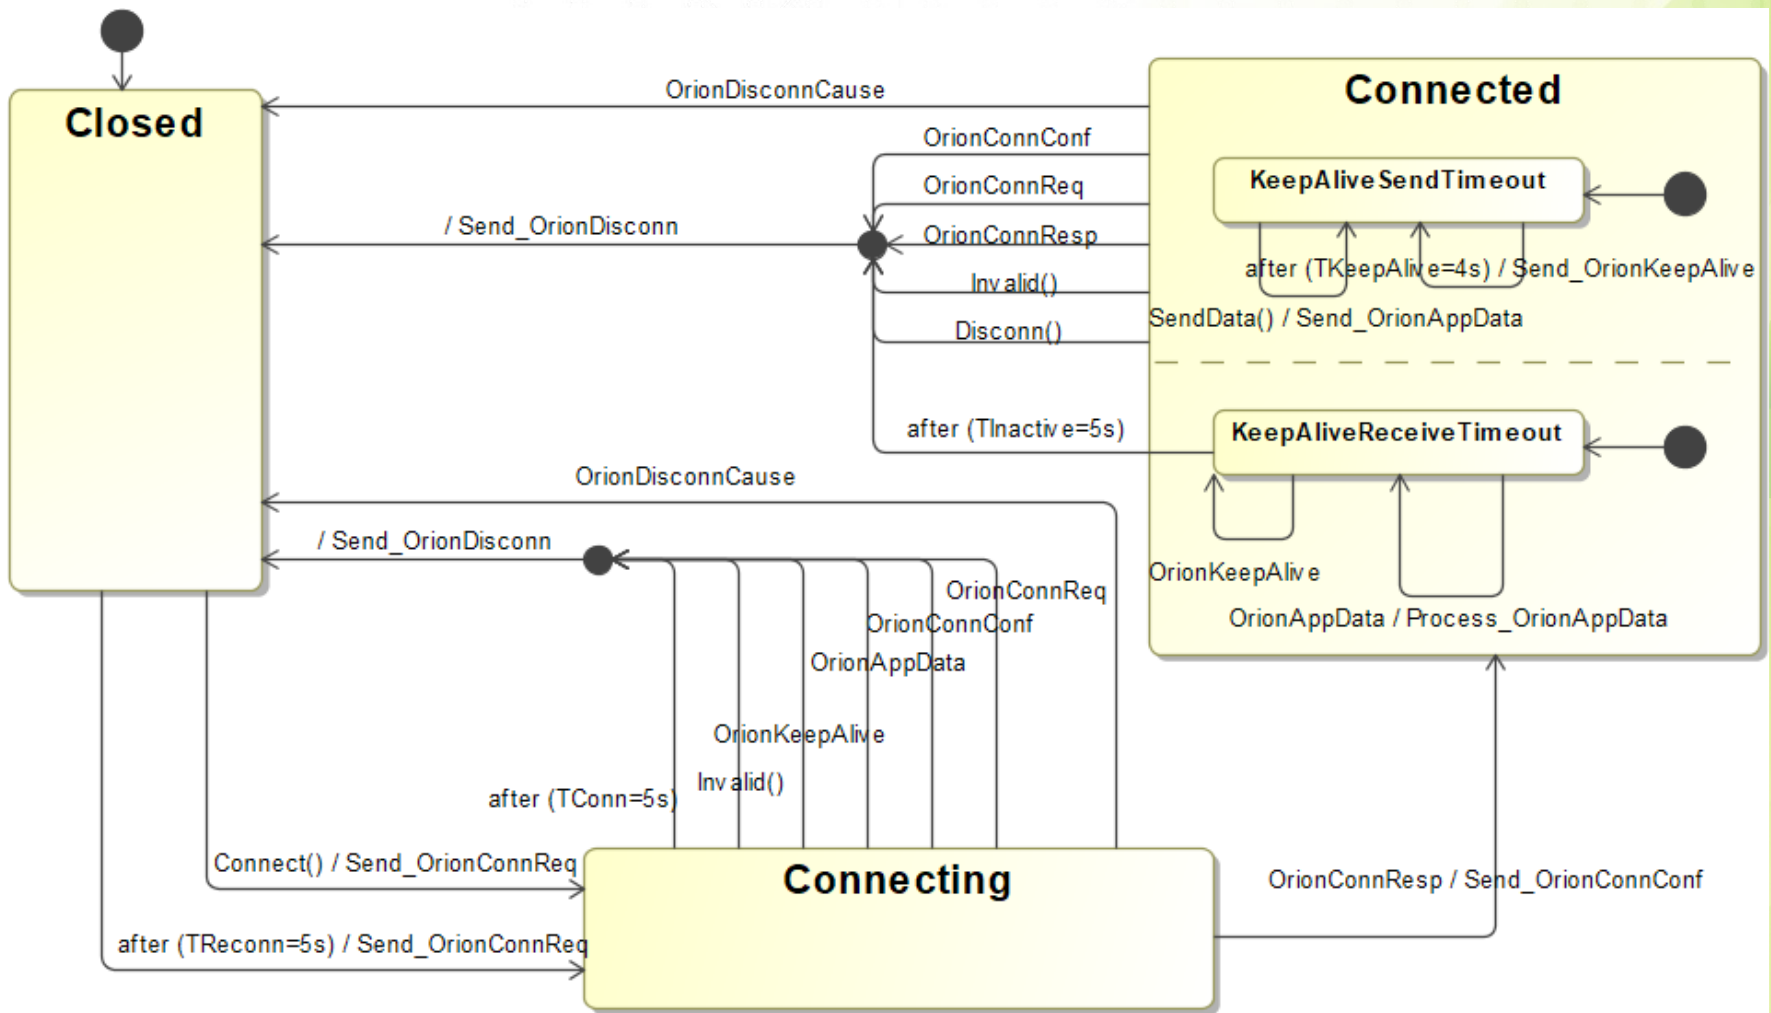 Closed
Connected
OrionDisconnCause
OrionConnConf
KeepAliveSendTimeout
OrionConnReq
/ Send_OrionDisconn
OrionConnResp
after (TKeepAlive=4s) / Send_OrionKeepAlive
Invalid()
SendData() / Send_OrionAppData
Disconn()
after (TInactive=5s)
KeepAliveReceiveTimeout
OrionDisconnCause
/ Send_OrionDisconn
OrionKeepAlive
OrionConnReq
OrionAppData / Process_OrionAppData
OrionConnConf
OrionAppData
OrionKeepAlive
Invalid()
after (TConn=5s)
Connect() / Send_OrionConnReq
Connecting
OrionConnResp / Send_OrionConnConf
after (TReconn=5s) / Send_OrionConnReq